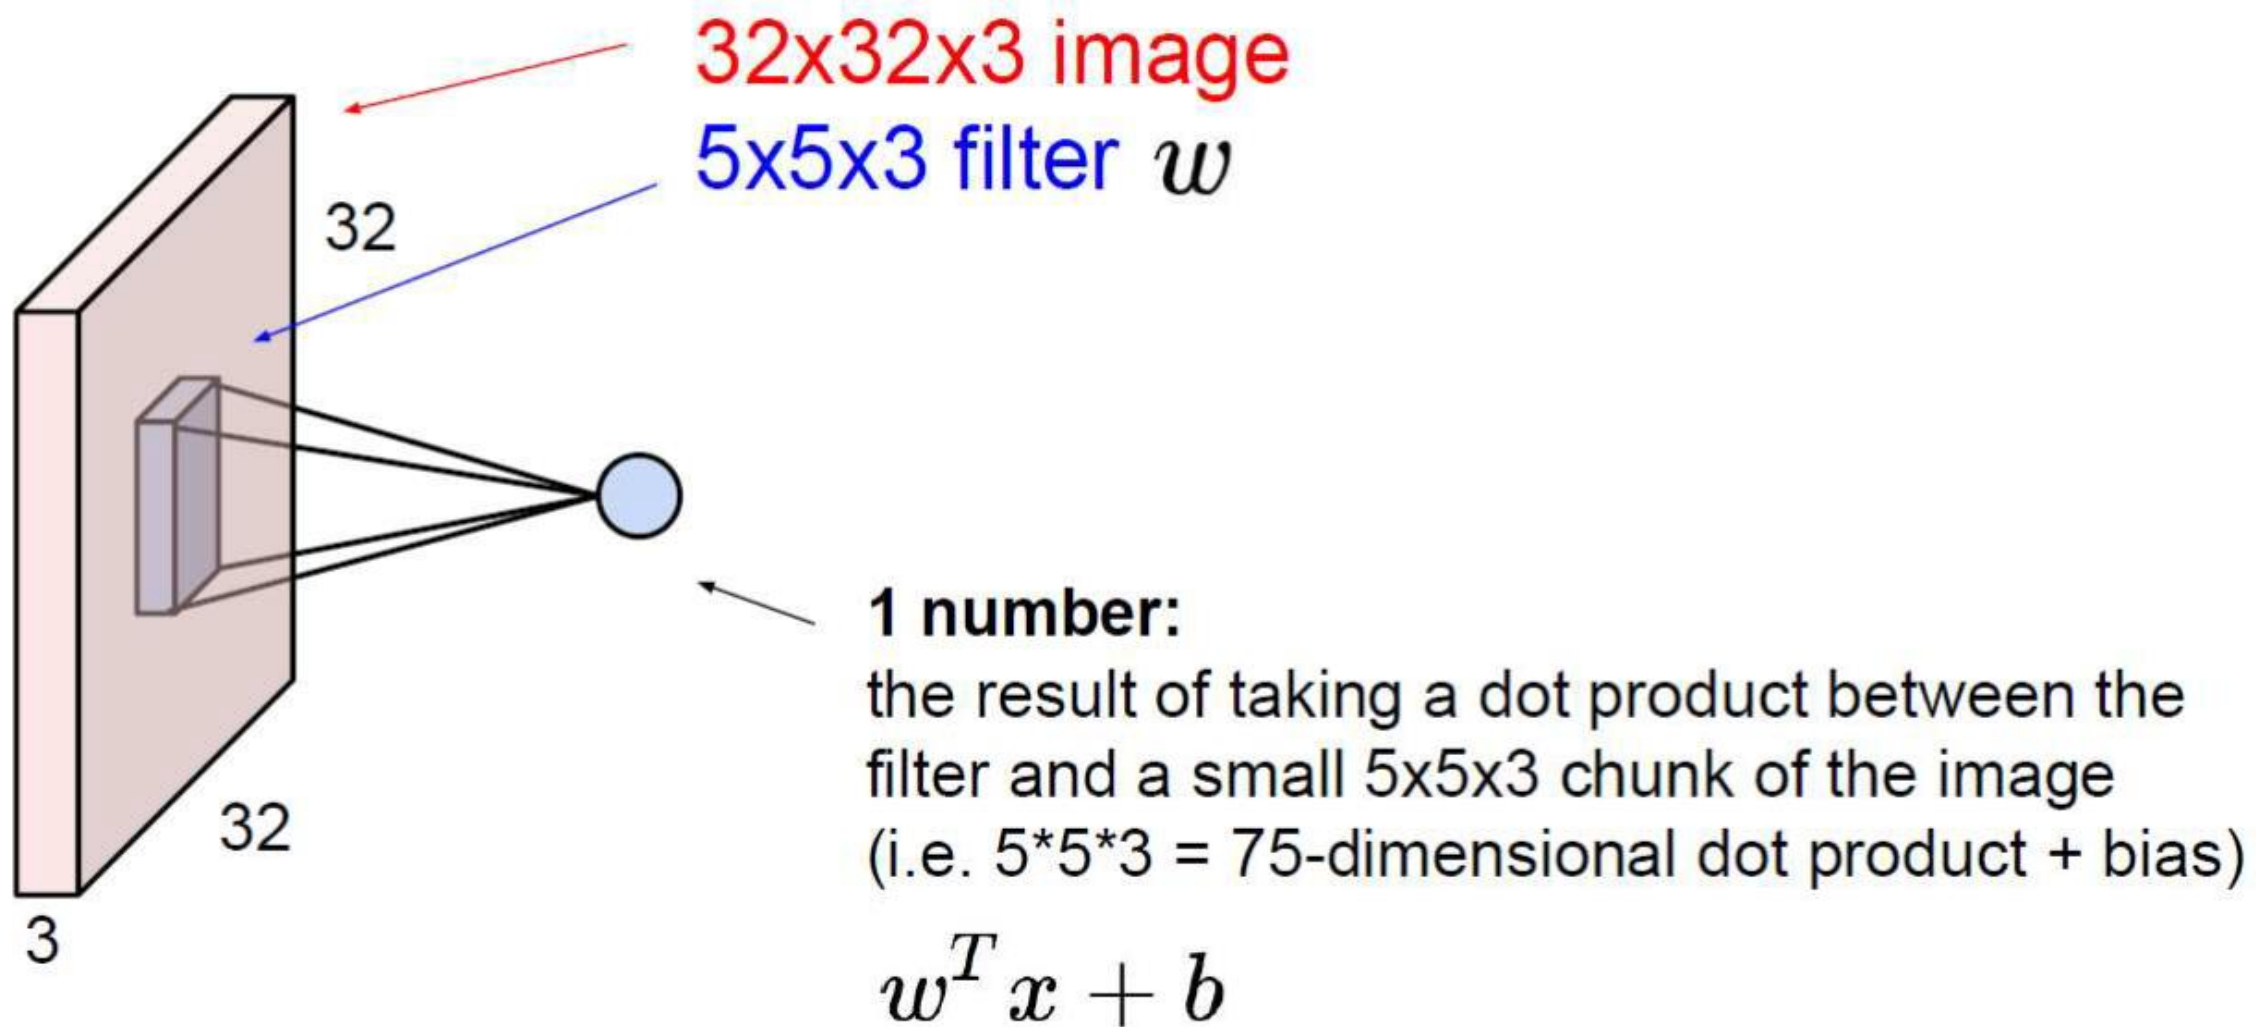 32x32x3 image
5x5x3 filter w
32
32
3
1 number:
the result of taking a dot product between the
filter and a small 5x5x3 chunk of the image
(i.e. 5*5*3 = 75-dimensional dot product + bias)
w^T x + b